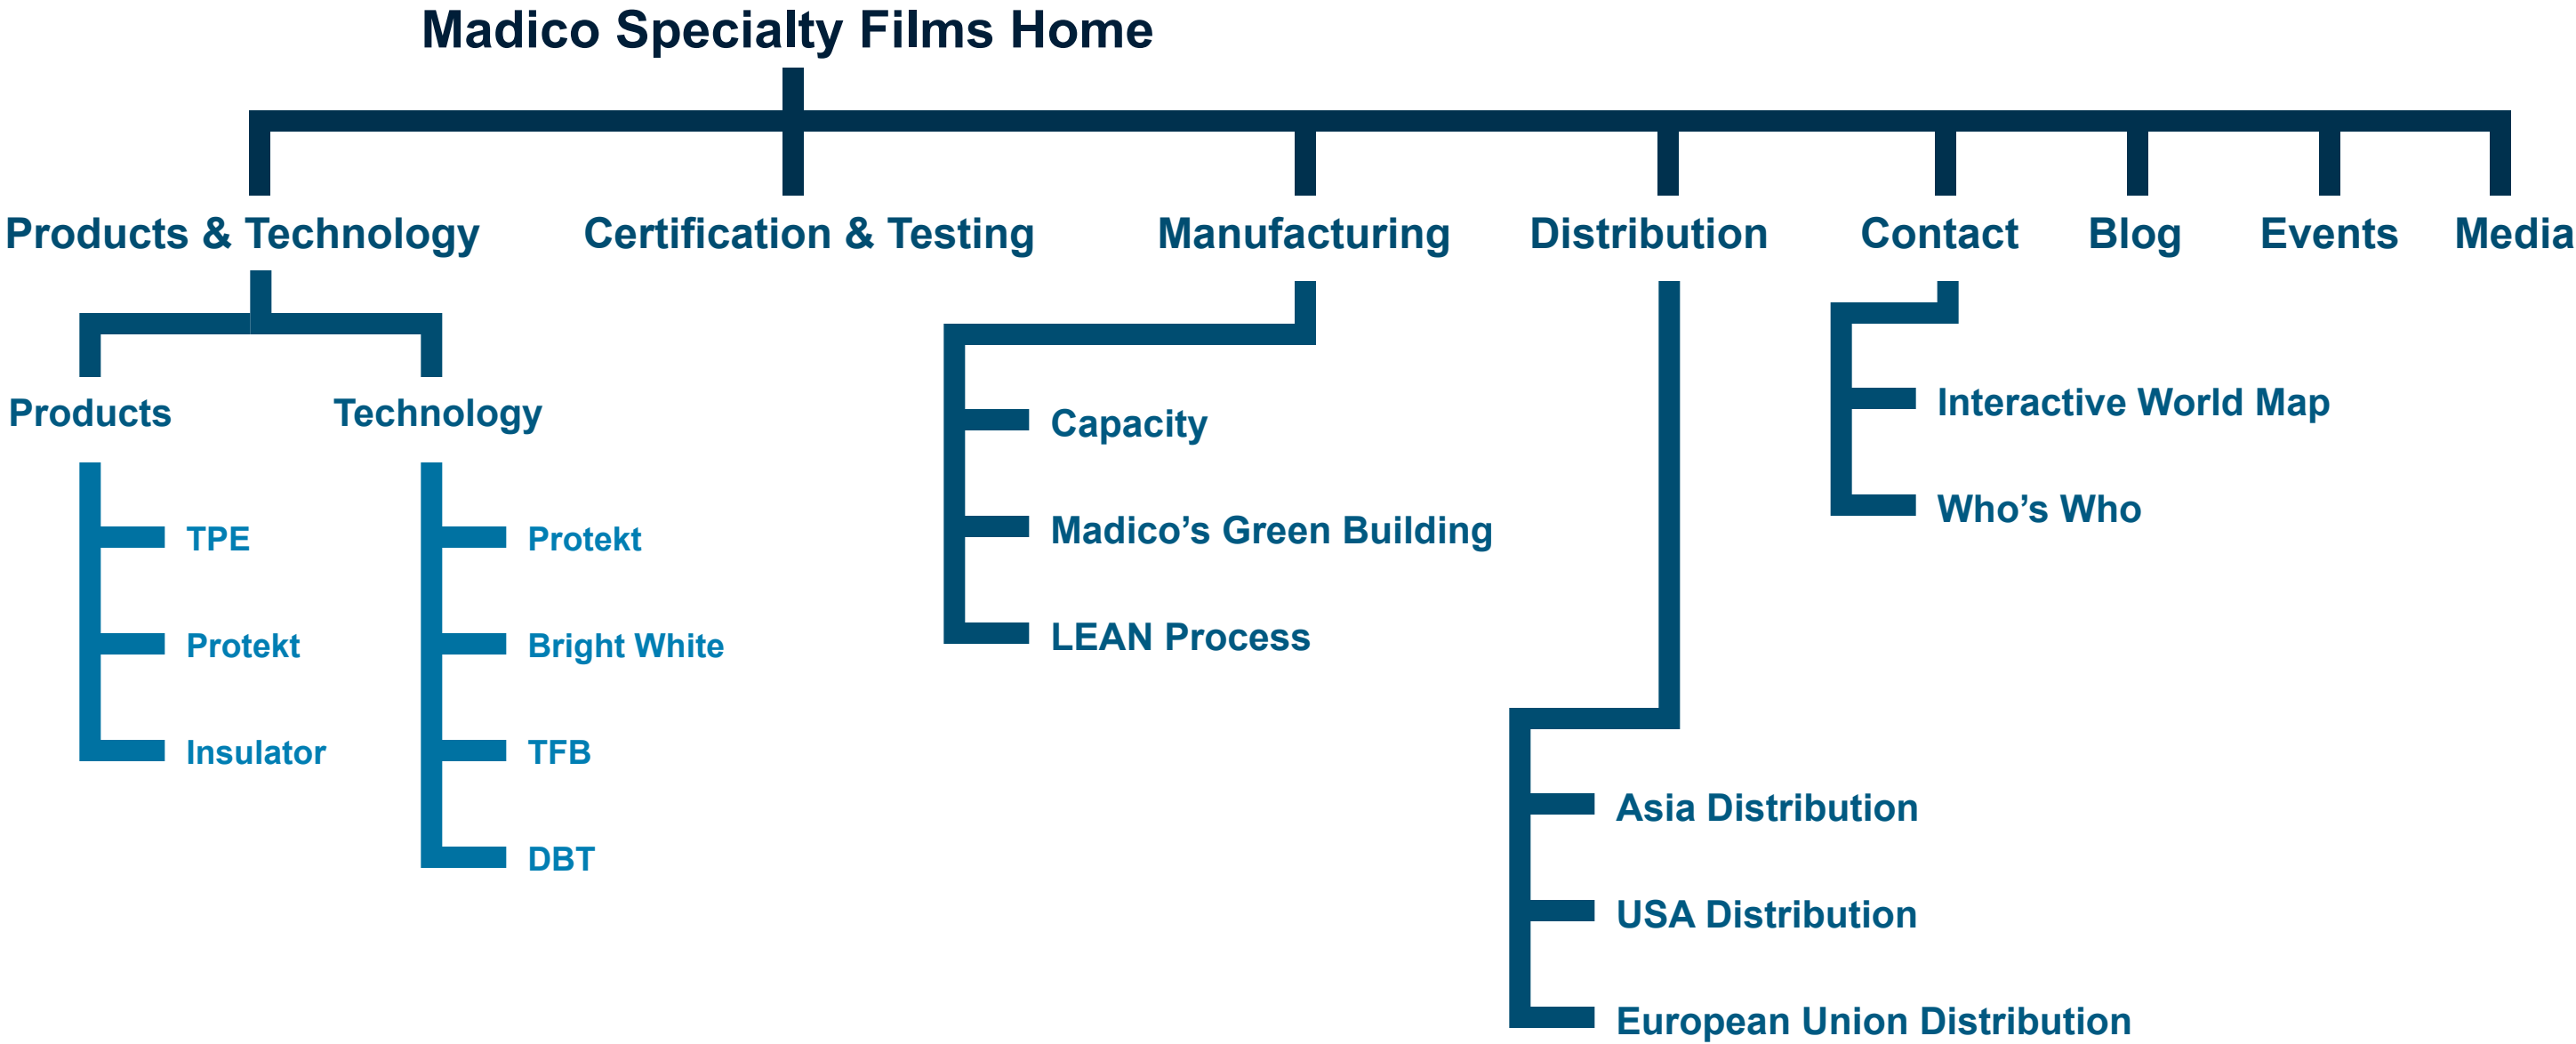 Madico Specialty Films Home
Products & Technology
Certification & Testing
Manufacturing
Distribution
Contact
Blog
Events
Media
Products
TPE
Protekt
Insulator
Technology
Protekt
Bright White
TFB
DBT
Capacity
Madico’s Green Building
LEAN Process
Asia Distribution
USA Distribution
European Union Distribution
Interactive World Map
Who’s Who